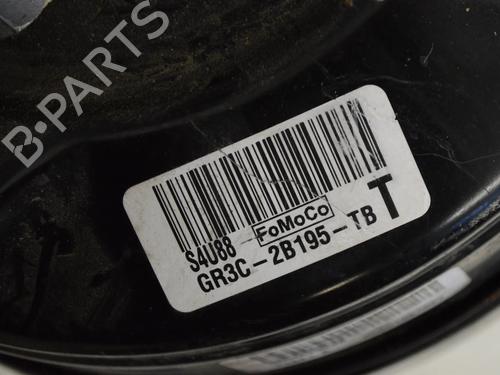 B-PARTS
S4U88
FoMoCo
GR3C-2B195-TB
T